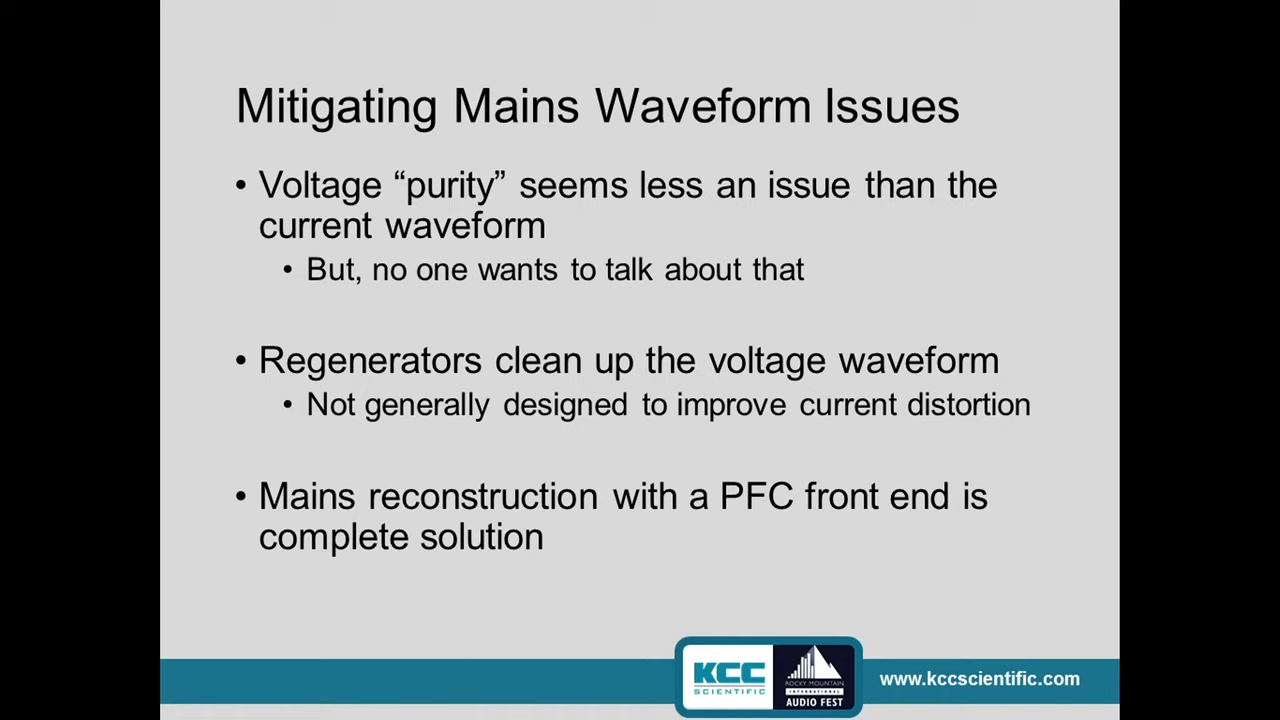 Mitigating Mains Waveform Issues
• Voltage “purity” seems less an issue than the
current waveform
• But, no one wants to talk about that
• Regenerators clean up the voltage waveform
• Not generally designed to improve current distortion
• Mains reconstruction with a PFC front end is
complete solution
KCC
SCIENTIFIC
ROCKY MOUNTAIN
INTERNATIONAL
AUDIO FEST
www.kccscientific.com